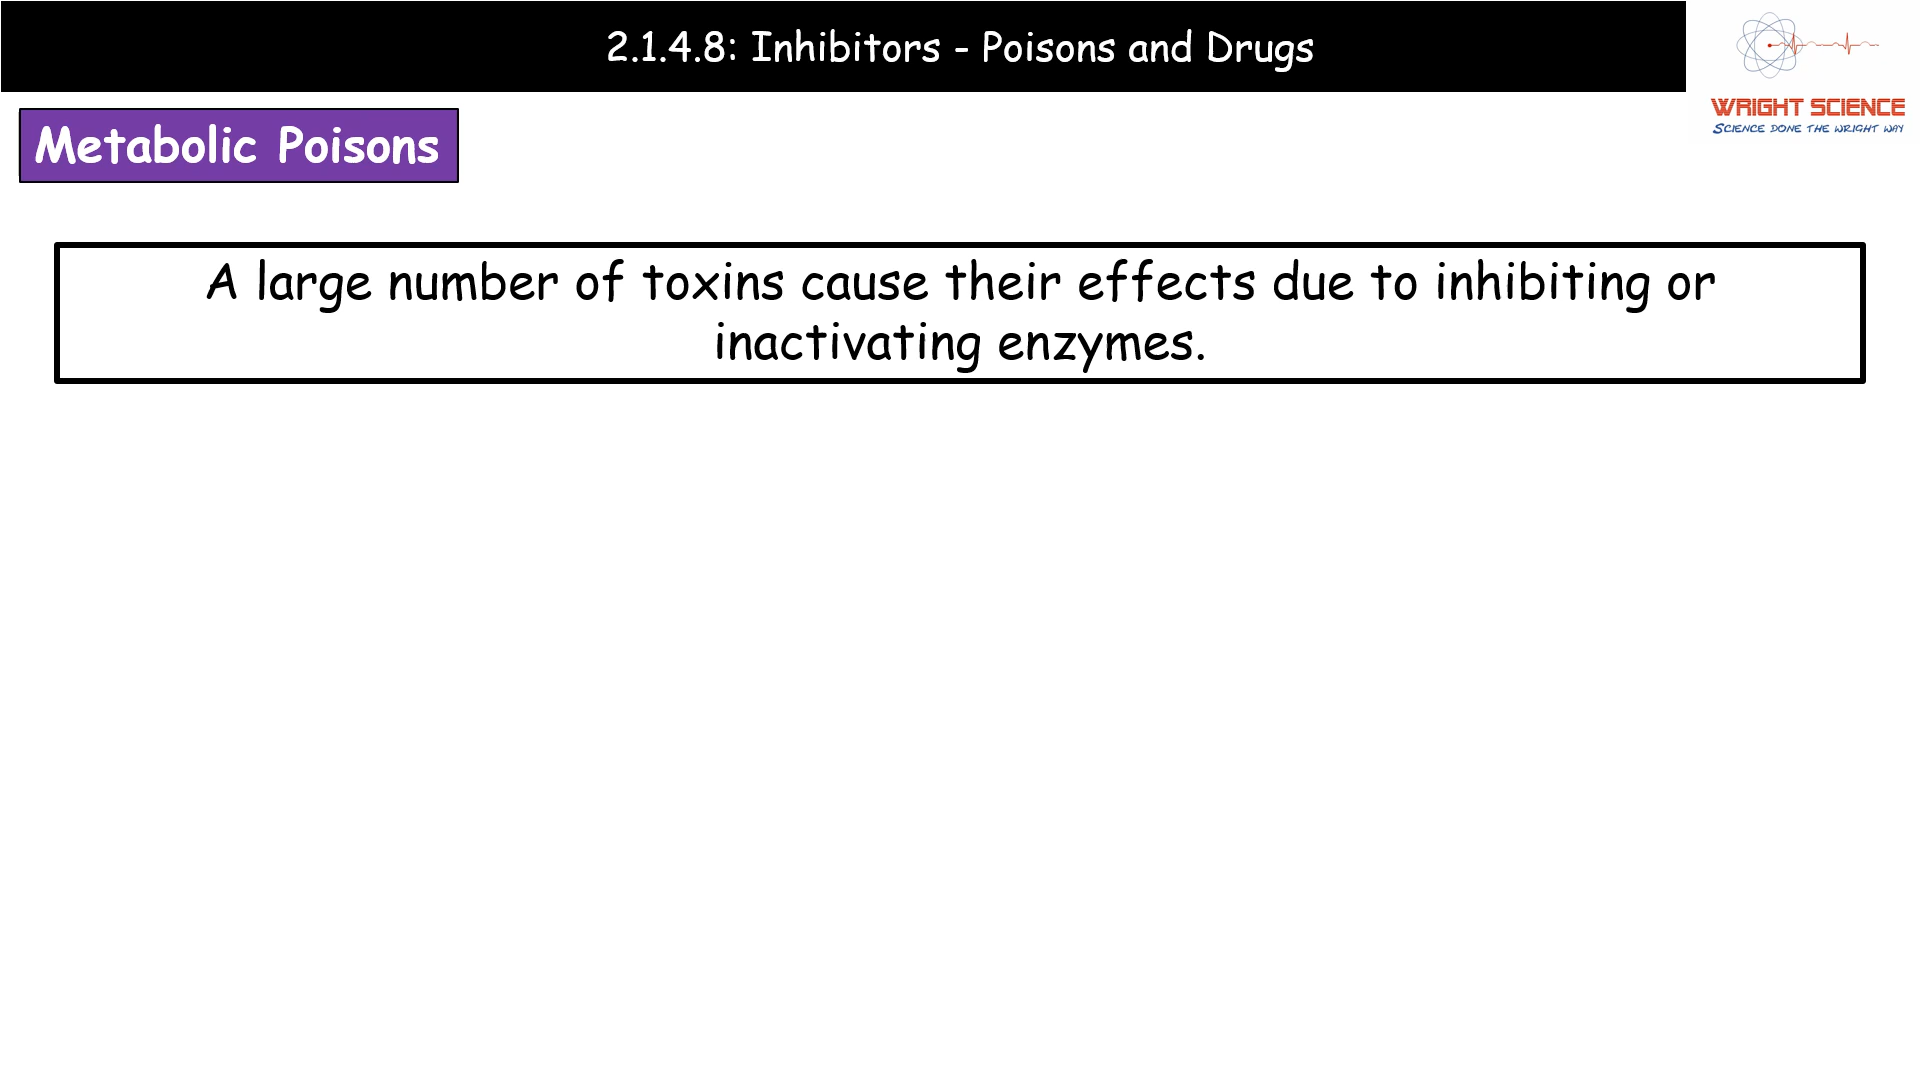 2.1.4.8: Inhibitors - Poisons and Drugs
WRIGHT SCIENCE
SCIENCE DONE THE WRIGHT WAY
Metabolic Poisons
A large number of toxins cause their effects due to inhibiting or
inactivating enzymes.